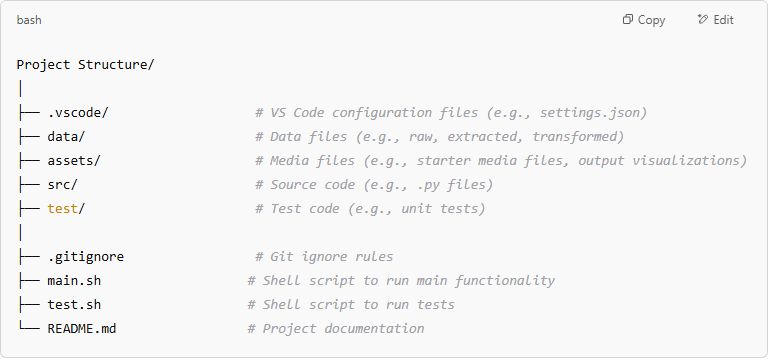 bash Copy Edit
Project Structure/
│
├── .vscode/ # VS Code configuration files (e.g., settings.json)
├── data/ # Data files (e.g., raw, extracted, transformed)
├── assets/ # Media files (e.g., starter media files, output visualizations)
├── src/ # Source code (e.g., .py files)
├── test/ # Test code (e.g., unit tests)
│
├── .gitignore # Git ignore rules
├── main.sh # Shell script to run main functionality
├── test.sh # Shell script to run tests
└── README.md # Project documentation